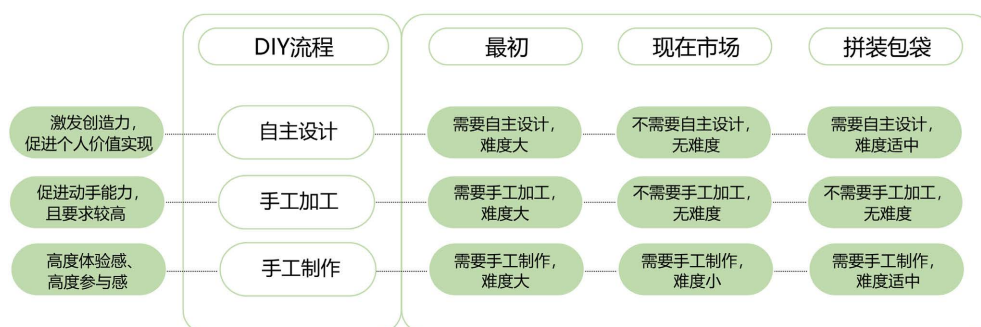 DIY流程
最初
现在市场
拼装包袋
激发创造力，
促进个人价值实现
自主设计
需要自主设计，
难度大
不需要自主设计，
无难度
需要自主设计，
难度适中
促进动手能力，
且要求较高
手工加工
需要手工加工，
难度大
不需要手工加工，
无难度
不需要手工加工，
无难度
高度体验感、
高度参与感
手工制作
需要手工制作，
难度大
需要手工制作，
难度小
需要手工制作，
难度适中